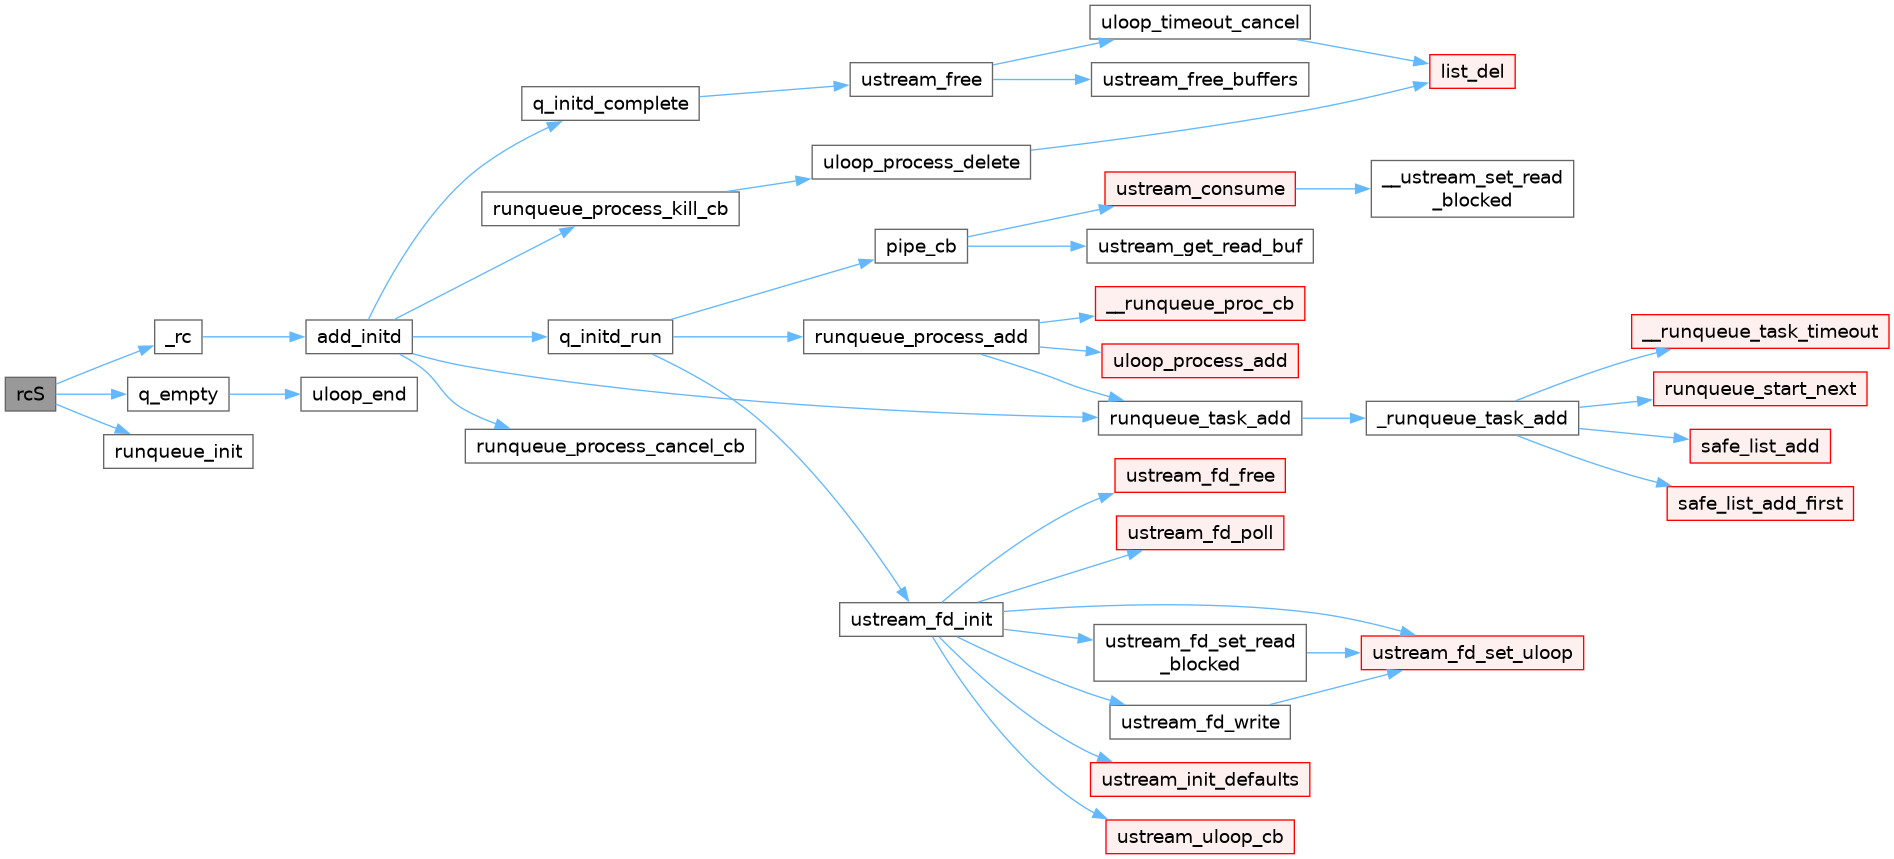 uloop_timeout_cancel
list_del
ustream_free
ustream_free_buffers
q_initd_complete
uloop_process_delete
ustream_consume
__ustream_set_read
_blocked
runqueue_process_kill_cb
pipe_cb
ustream_get_read_buf
__runqueue_proc_cb
_rc
add_initd
q_initd_run
runqueue_process_add
__runqueue_task_timeout
uloop_process_add
rcS
q_empty
uloop_end
runqueue_start_next
runqueue_task_add
_runqueue_task_add
runqueue_init
runqueue_process_cancel_cb
safe_list_add
ustream_fd_free
safe_list_add_first
ustream_fd_poll
ustream_fd_init
ustream_fd_set_read
_blocked
ustream_fd_set_uloop
ustream_fd_write
ustream_init_defaults
ustream_uloop_cb